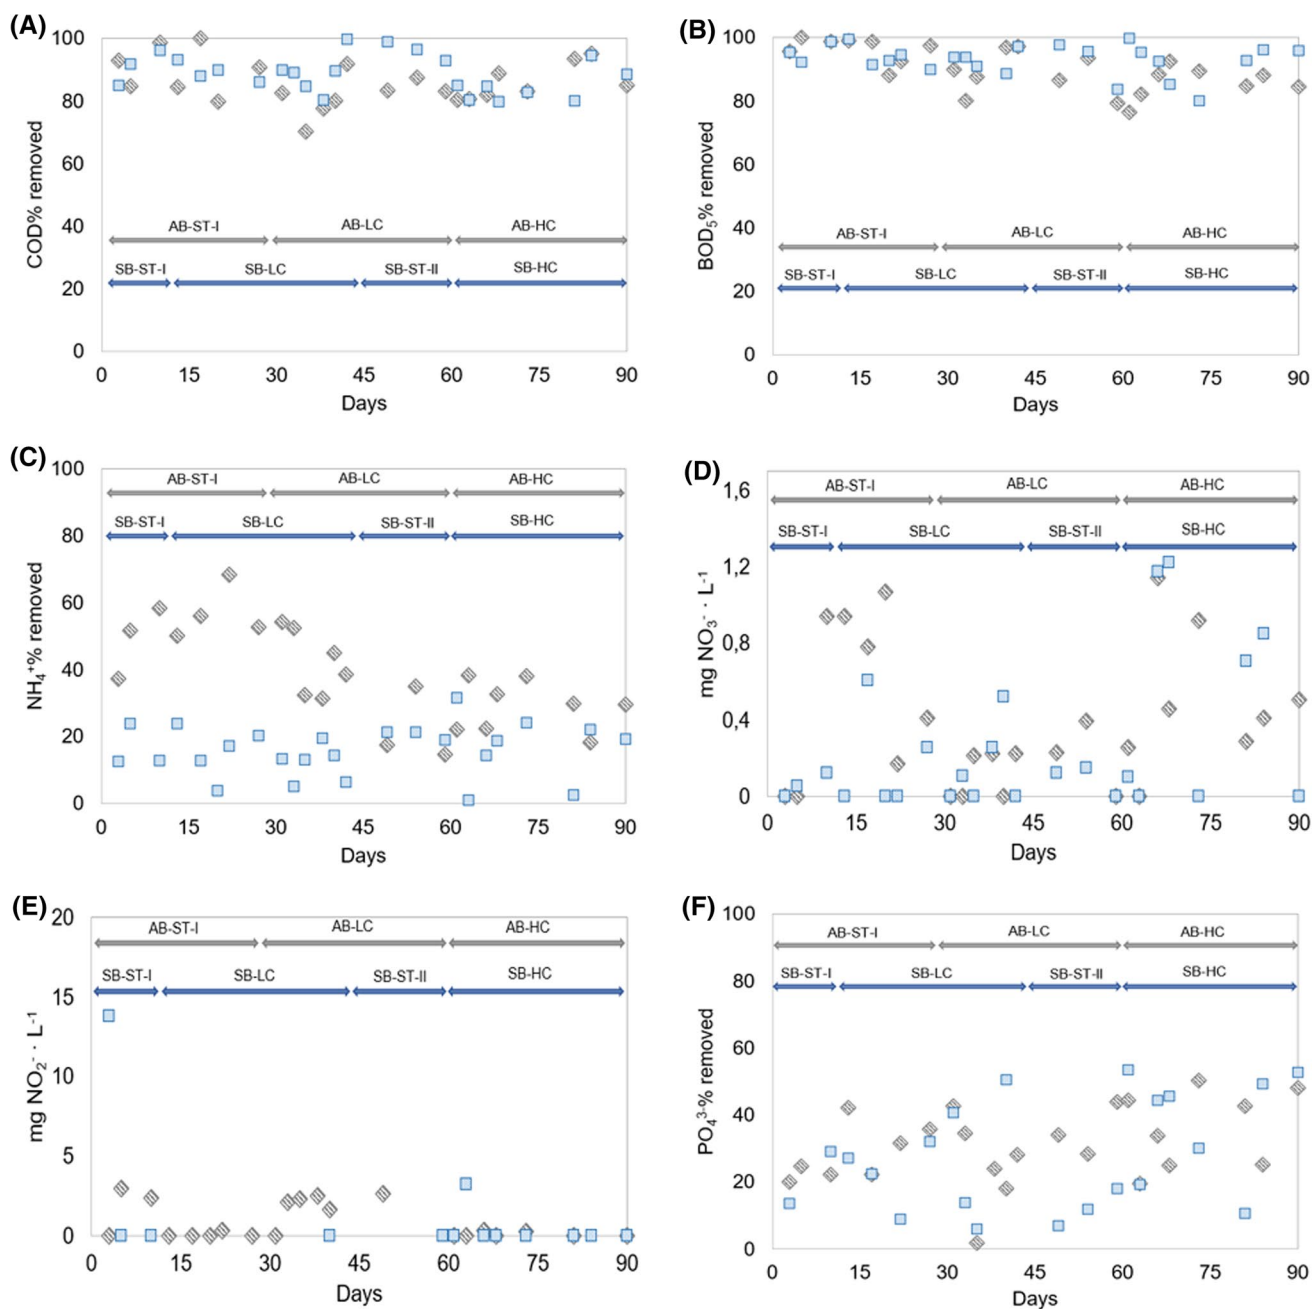 (A)
100
80
60
40
20
0
COD% removed
AB-ST-I AB-LC AB-HC
SB-ST-I SB-LC SB-ST-II SB-HC
0 15 30 45 60 75 90
Days
(B)
100
80
60
40
20
0
BOD₅% removed
AB-ST-I AB-LC AB-HC
SB-ST-I SB-LC SB-ST-II SB-HC
0 15 30 45 60 75 90
Days
(C)
100
80
60
40
20
0
NH₄⁺% removed
AB-ST-I AB-LC AB-HC
SB-ST-I SB-LC SB-ST-II SB-HC
0 15 30 45 60 75 90
Days
(D)
1,6
1,2
0,8
0,4
0
mg NO₃⁻ · L⁻¹
AB-ST-I AB-LC AB-HC
SB-ST-I SB-LC SB-ST-II SB-HC
0 15 30 45 60 75 90
Days
(E)
20
15
10
5
0
mg NO₂⁻ · L⁻¹
AB-ST-I AB-LC AB-HC
SB-ST-I SB-LC SB-ST-II SB-HC
0 15 30 45 60 75 90
Days
(F)
100
80
60
40
20
0
PO₄³⁻% removed
AB-ST-I AB-LC AB-HC
SB-ST-I SB-LC SB-ST-II SB-HC
0 15 30 45 60 75 90
Days